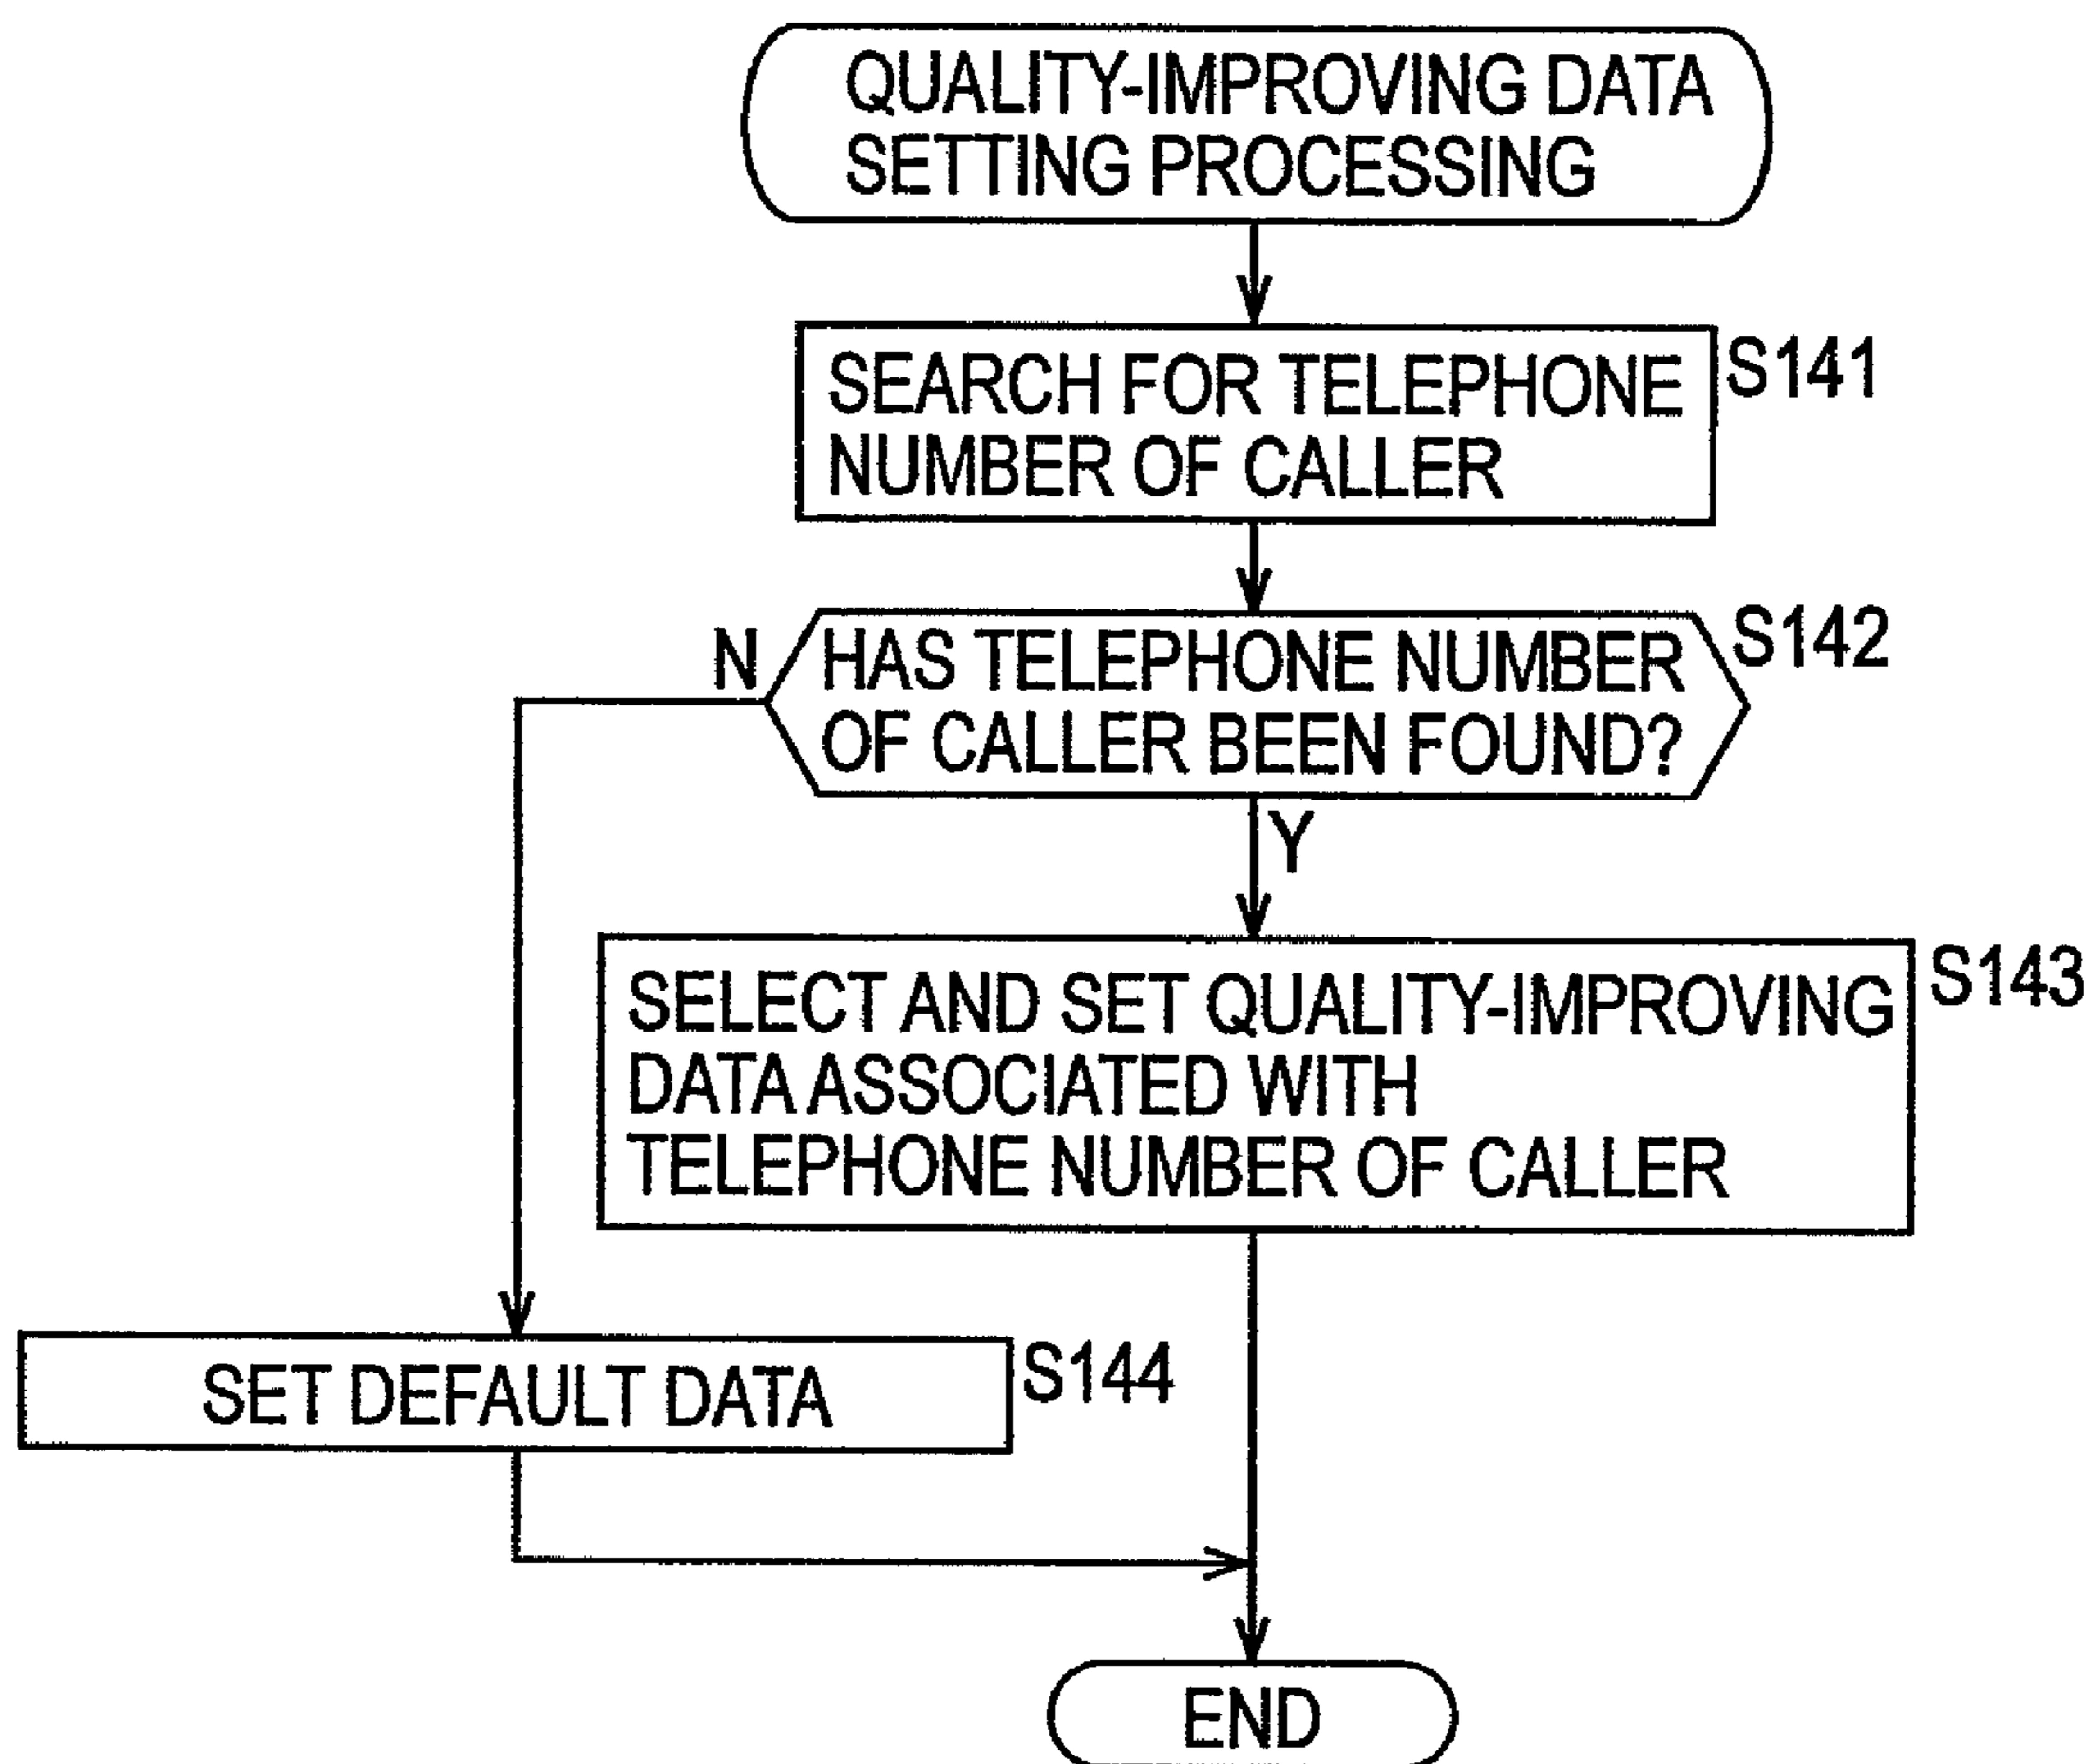 QUALITY-IMPROVING DATA
SETTING PROCESSING
SEARCH FOR TELEPHONE
NUMBER OF CALLER
S141
HAS TELEPHONE NUMBER
OF CALLER BEEN FOUND?
S142
N
Y
SELECT AND SET QUALITY-IMPROVING
DATA ASSOCIATED WITH
TELEPHONE NUMBER OF CALLER
S143
SET DEFAULT DATA
S144
END